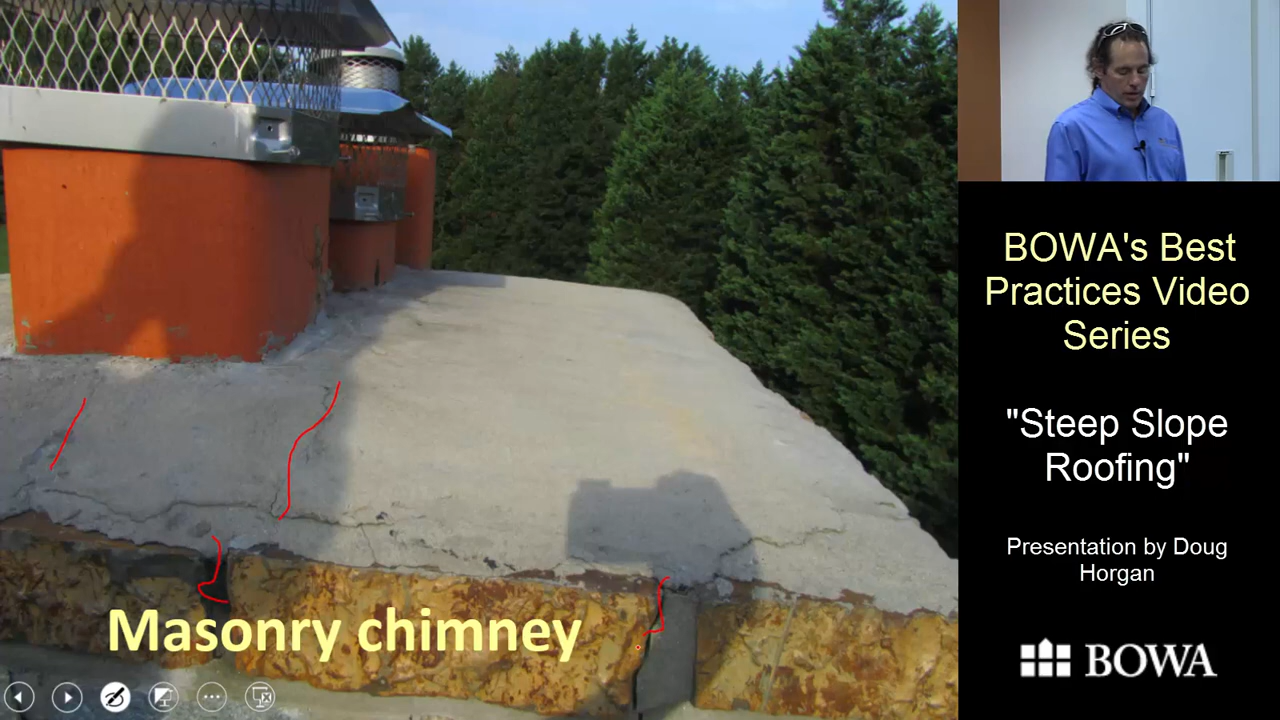 Masonry chimney
BOWA's Best
Practices Video
Series
"Steep Slope
Roofing"
Presentation by Doug
Horgan
BOWA